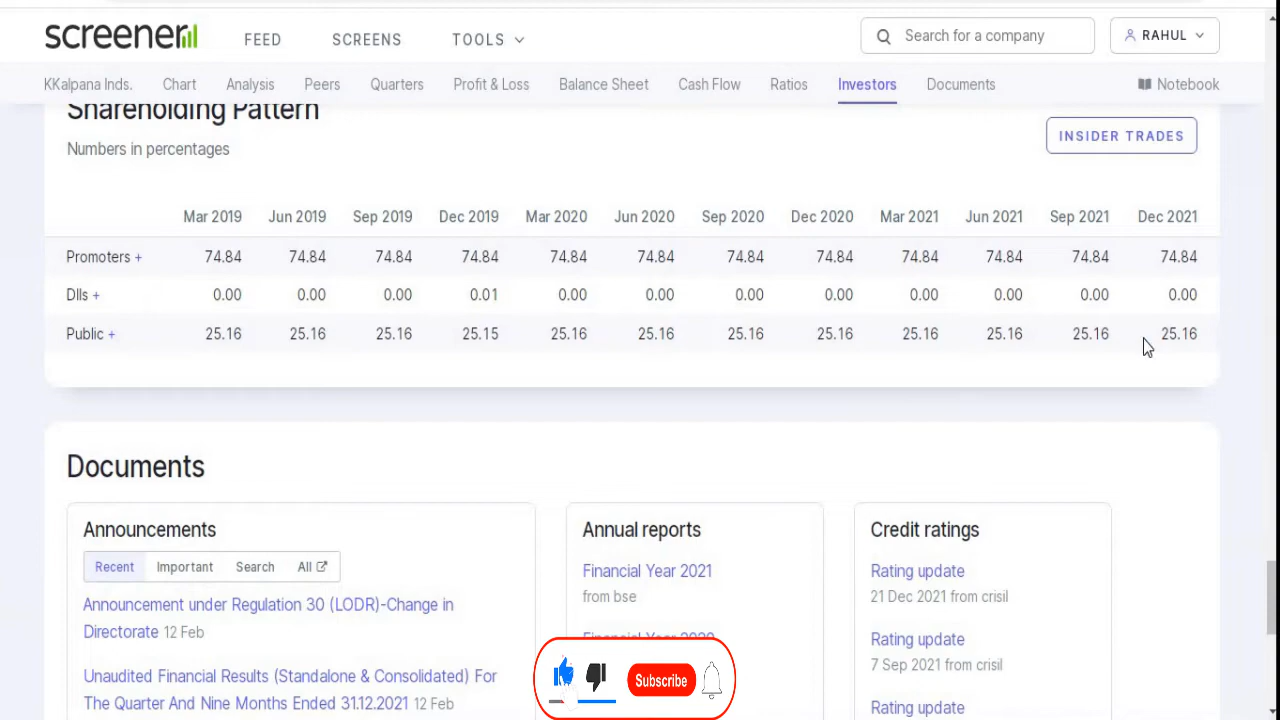 screener FEED SCREENS TOOLS Search for a company RAHUL
KKalpana Inds. Chart Analysis Peers Quarters Profit & Loss Balance Sheet Cash Flow Ratios Investors Documents Notebook
Shareholding Pattern
INSIDER TRADES
Numbers in percentages
Mar 2019 Jun 2019 Sep 2019 Dec 2019 Mar 2020 Jun 2020 Sep 2020 Dec 2020 Mar 2021 Jun 2021 Sep 2021 Dec 2021
Promoters + 74.84 74.84 74.84 74.84 74.84 74.84 74.84 74.84 74.84 74.84 74.84 74.84
DIIs + 0.00 0.00 0.00 0.01 0.00 0.00 0.00 0.00 0.00 0.00 0.00 0.00
Public + 25.16 25.16 25.16 25.15 25.16 25.16 25.16 25.16 25.16 25.16 25.16 25.16
Documents
Announcements
Recent Important Search All
Announcement under Regulation 30 (LODR)-Change in
Directorate 12 Feb
Unaudited Financial Results (Standalone & Consolidated) For
The Quarter And Nine Months Ended 31.12.2021 12 Feb
Annual reports
Financial Year 2021
from bse
Financial Year 2020
Credit ratings
Rating update
21 Dec 2021 from crisil
Rating update
7 Sep 2021 from crisil
Rating update
Subscribe